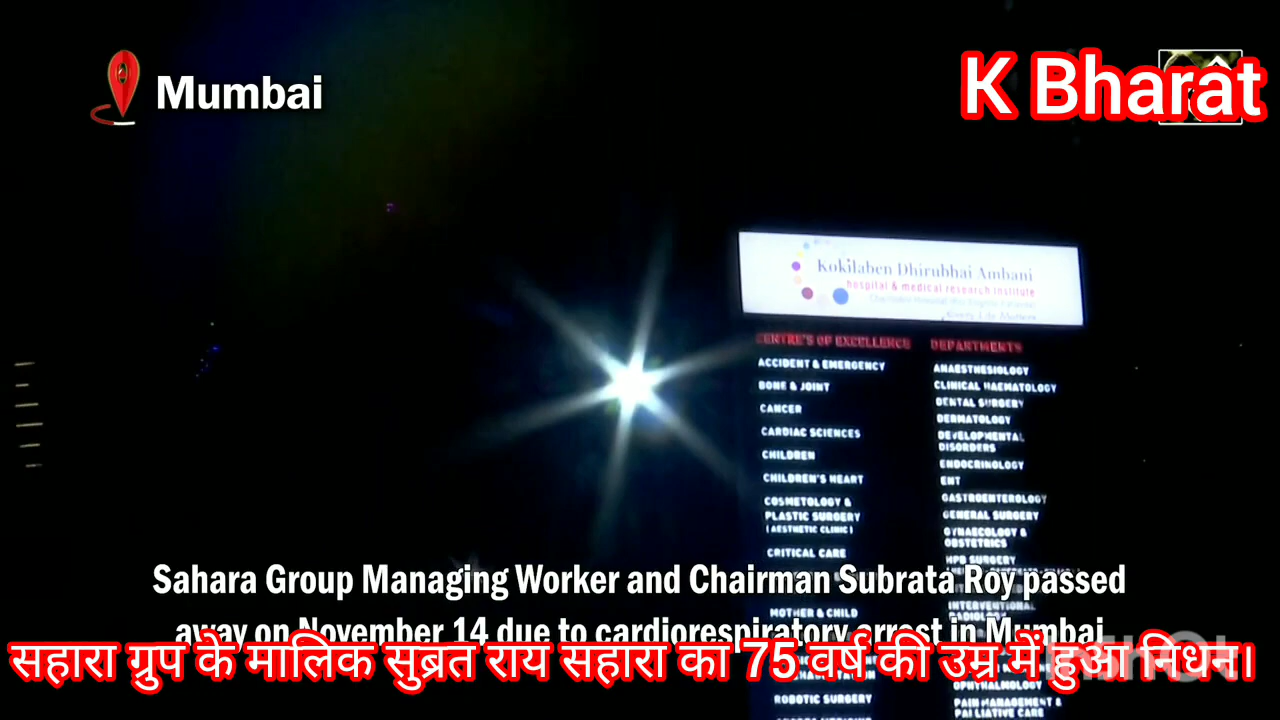 Mumbai
K Bharat
Kokilaben Dhirubhai Ambani
hospital & medical research institute
CENTRE'S OF EXCELLENCE
ACCIDENT & EMERGENCY
BONE & JOINT
CANCER
CARDIAC SCIENCES
CHILDREN
CHILDREN'S HEART
COSMETOLOGY &
PLASTIC SURGERY
(AESTHETIC CLINIC)
CRITICAL CARE
MOTHER & CHILD
ROBOTIC SURGERY
DEPARTMENTS
ANAESTHESIOLOGY
CLINICAL HAEMATOLOGY
DENTAL SURGERY
DERMATOLOGY
DEVELOPMENTAL
DISORDERS
ENDOCRINOLOGY
ENT
GASTROENTEROLOGY
GENERAL SURGERY
GYNAECOLOGY &
OBSTETRICS
HPB SURGERY
INTERVENTIONAL
RADIOLOGY
OPHTHALMOLOGY
PAIN MANAGEMENT &
PALLIATIVE CARE
Sahara Group Managing Worker and Chairman Subrata Roy passed
away on November 14 due to cardiorespiratory arrest in Mumbai
सहारा ग्रुप के मालिक सुब्रत राय सहारा का 75 वर्ष की उम्र में हुआ निधन।